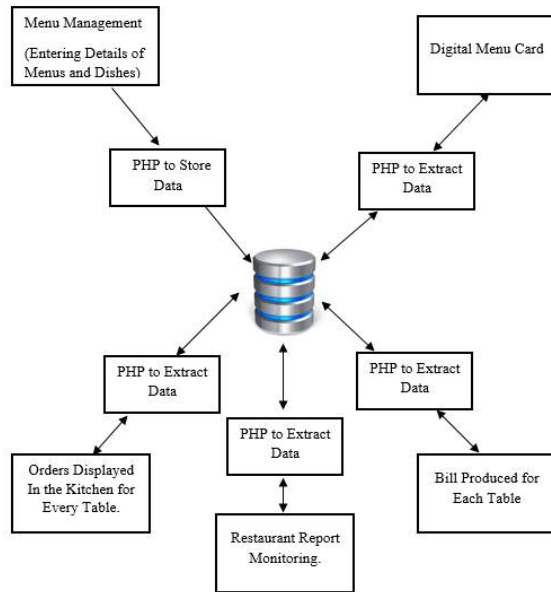 Menu Management
(Entering Details of
Menus and Dishes)
Digital Menu Card
PHP to Store
Data
PHP to Extract
Data
PHP to Extract
Data
PHP to Extract
Data
PHP to Extract
Data
Orders Displayed
In the Kitchen for
Every Table.
Restaurant Report
Monitoring.
Bill Produced for
Each Table